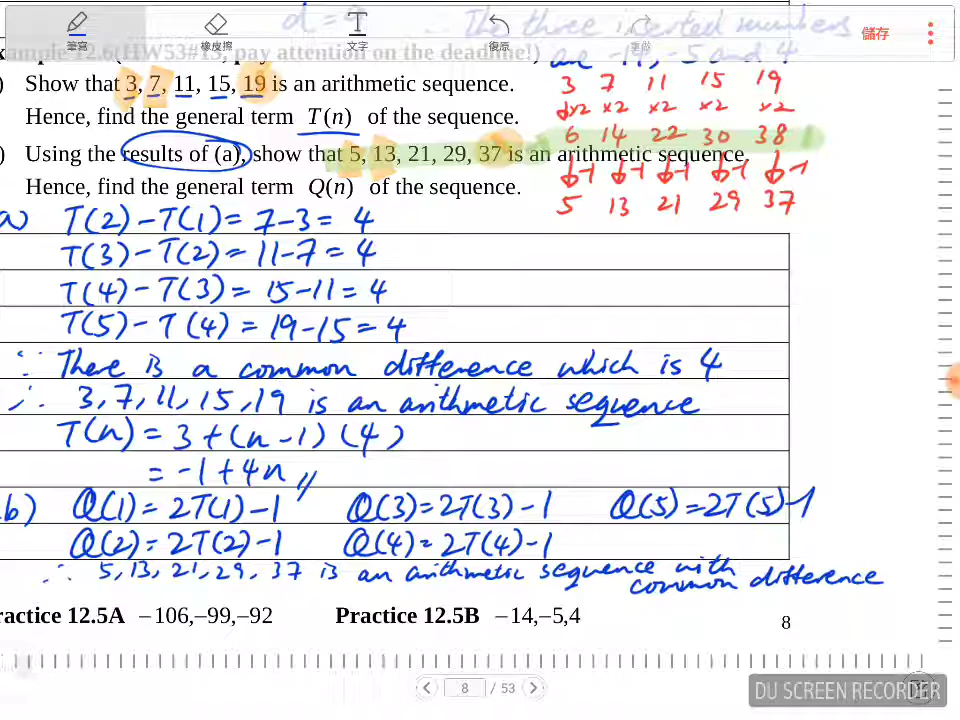 d = 9 ∴ The three inserted numbers
筆寫 橡皮擦 文字 復原 重做 儲存
xample 12.6(HW53#13, pay attention on the deadline!) are -14, -5 and 4
) Show that 3, 7, 11, 15, 19 is an arithmetic sequence.
3 7 11 15 19
×2 ×2 ×2 ×2 ×2
Hence, find the general term T(n) of the sequence.
6 14 22 30 38
) Using the results of (a), show that 5, 13, 21, 29, 37 is an arithmetic sequence.
-1 -1 -1 -1 -1
Hence, find the general term Q(n) of the sequence.
5 13 21 29 37
a) T(2)-T(1)= 7-3= 4
T(3)-T(2)=11-7=4
T(4)-T(3)=15-11=4
T(5)-T(4)=19-15=4
∵ There is a common difference which is 4
∴ 3,7,11,15,19 is an arithmetic sequence
T(n)=3+(n-1)(4)
=-1+4n //
b) Q(1)=2T(1)-1 Q(3)=2T(3)-1 Q(5)=2T(5)-1
Q(2)=2T(2)-1 Q(4)=2T(4)-1
∴ 5,13,21,29,37 is an arithmetic sequence with
common difference
ractice 12.5A −106,−99,−92 Practice 12.5B −14,−5,4
8
8 / 53
DU SCREEN RECORDER